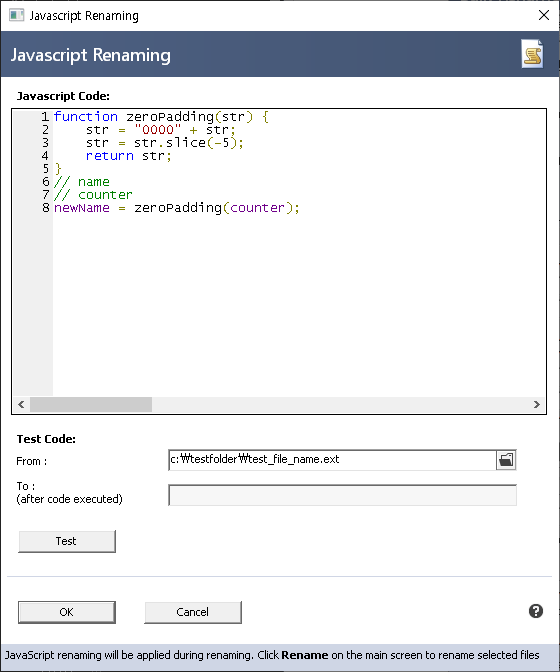 Javascript Renaming
Javascript Renaming
Javascript Code:
1 function zeroPadding(str) {
2     str = "0000" + str;
3     str = str.slice(-5);
4     return str;
5 }
6 // name
7 // counter
8 newName = zeroPadding(counter);
Test Code:
From :
c:₩testfolder₩test_file_name.ext
To :
(after code executed)
Test
OK
Cancel
JavaScript renaming will be applied during renaming. Click Rename on the main screen to rename selected files